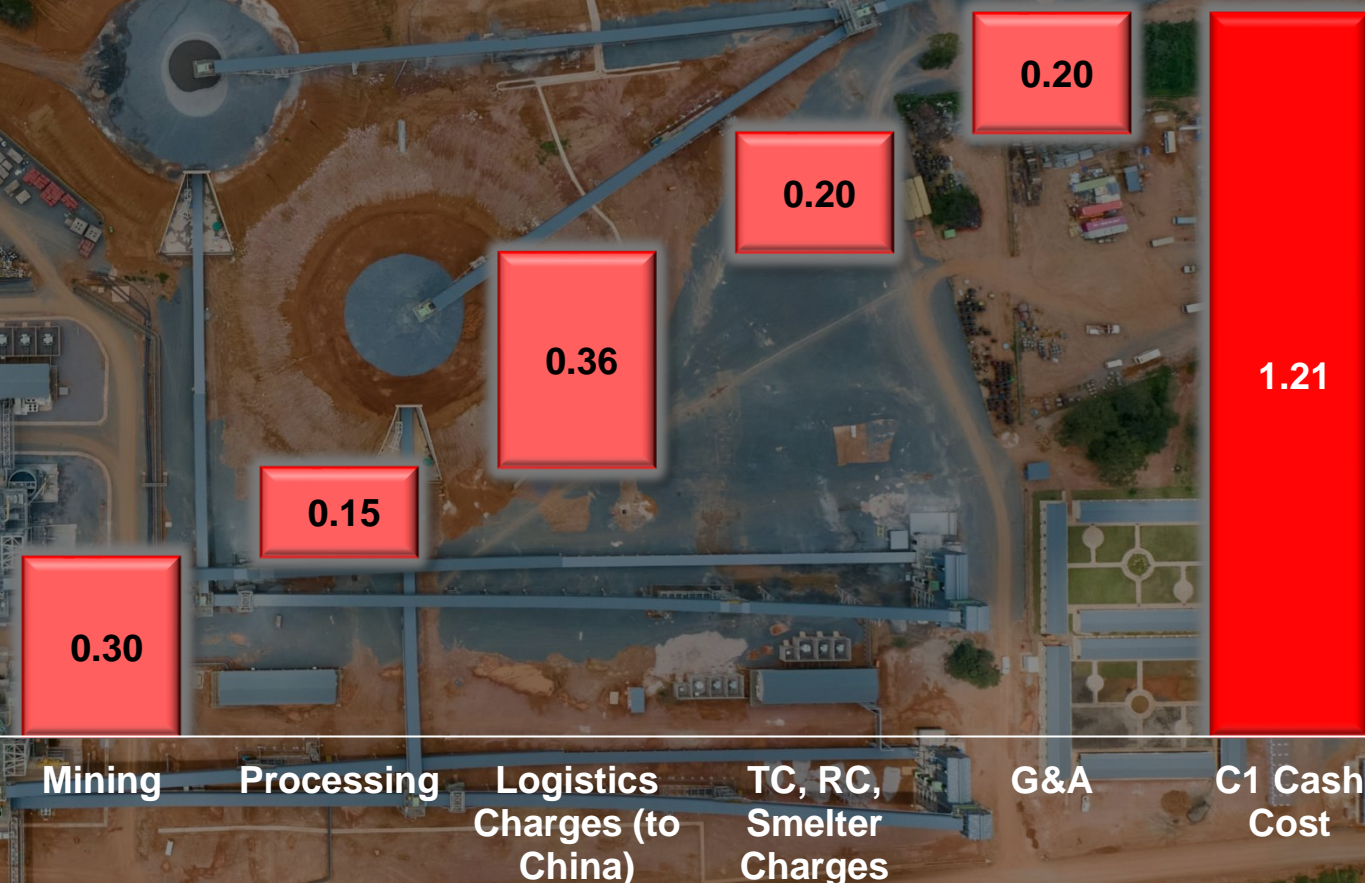 0.20
0.20
0.36
1.21
0.15
0.30
Mining
Processing
Logistics
Charges (to
China)
TC, RC,
Smelter
Charges
G&A
C1 Cash
Cost